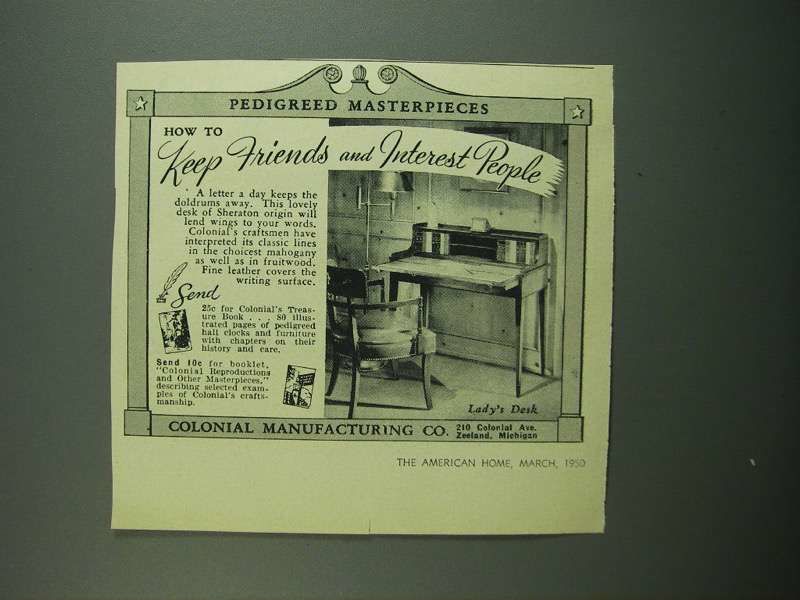 PEDIGREED MASTERPIECES
HOW TO
Keep Friends and Interest People
A letter a day keeps the
doldrums away. This lovely
desk of Sheraton origin will
lend wings to your words.
Colonial's craftsmen have
interpreted its classic lines
in the choicest mahogany
as well as in fruitwood.
Fine leather covers the
writing surface.
Send
25c for Colonial's Treas-
ure Book . . . 80 illus-
trated pages of pedigreed
hall clocks and furniture
with chapters on their
history and care.
Send 10c for booklet,
"Colonial Reproductions
and Other Masterpieces,"
describing selected exam-
ples of Colonial's crafts-
manship.
Lady's Desk
COLONIAL MANUFACTURING CO.
210 Colonial Ave.
Zeeland, Michigan
THE AMERICAN HOME, MARCH, 1950